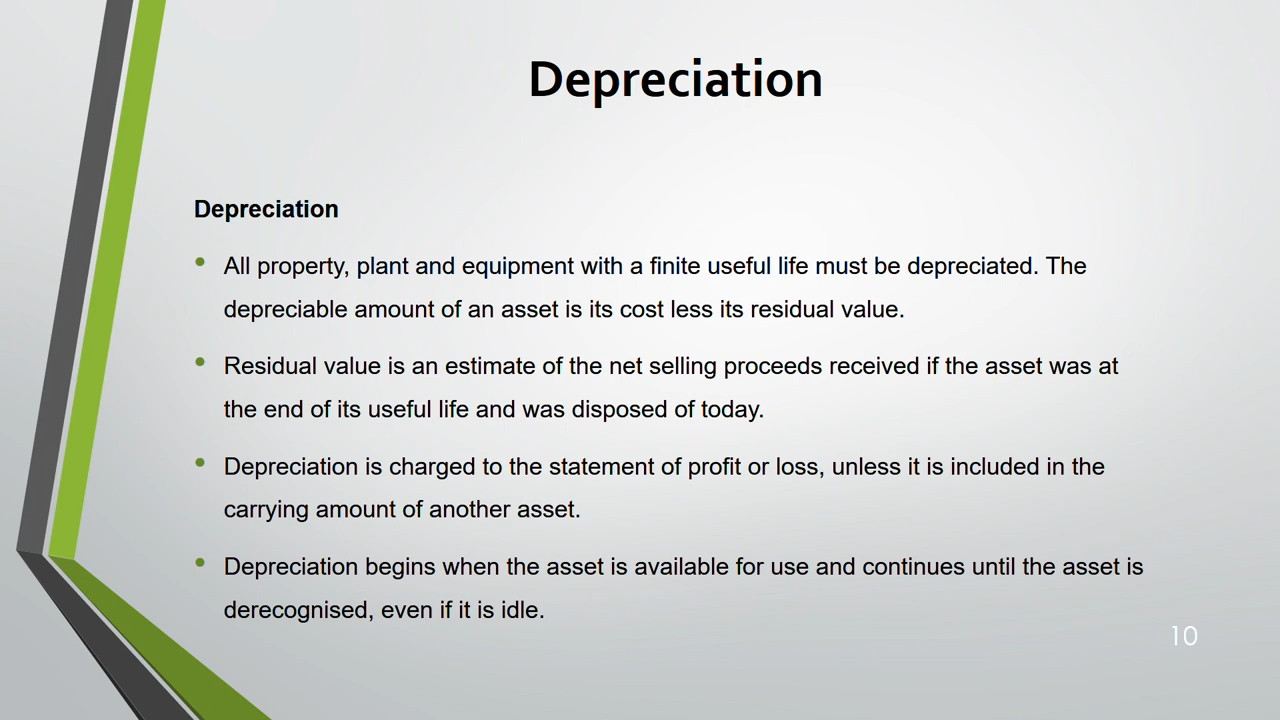 Depreciation
Depreciation
• All property, plant and equipment with a finite useful life must be depreciated. The
depreciable amount of an asset is its cost less its residual value.
• Residual value is an estimate of the net selling proceeds received if the asset was at
the end of its useful life and was disposed of today.
• Depreciation is charged to the statement of profit or loss, unless it is included in the
carrying amount of another asset.
• Depreciation begins when the asset is available for use and continues until the asset is
derecognised, even if it is idle.
10